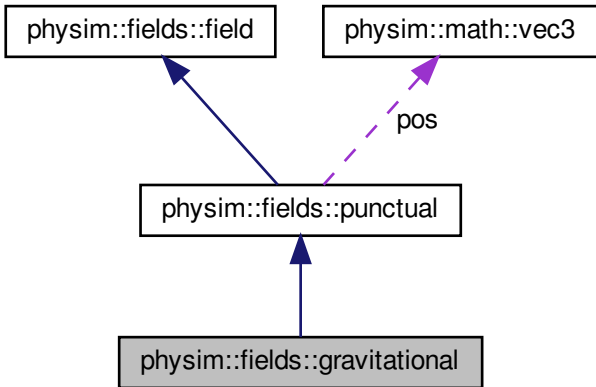 physim::fields::field
physim::math::vec3
pos
physim::fields::punctual
physim::fields::gravitational